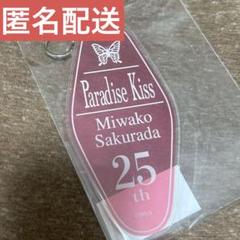 匿名配送
Paradise Kiss
Miwako
Sakurada
25
th